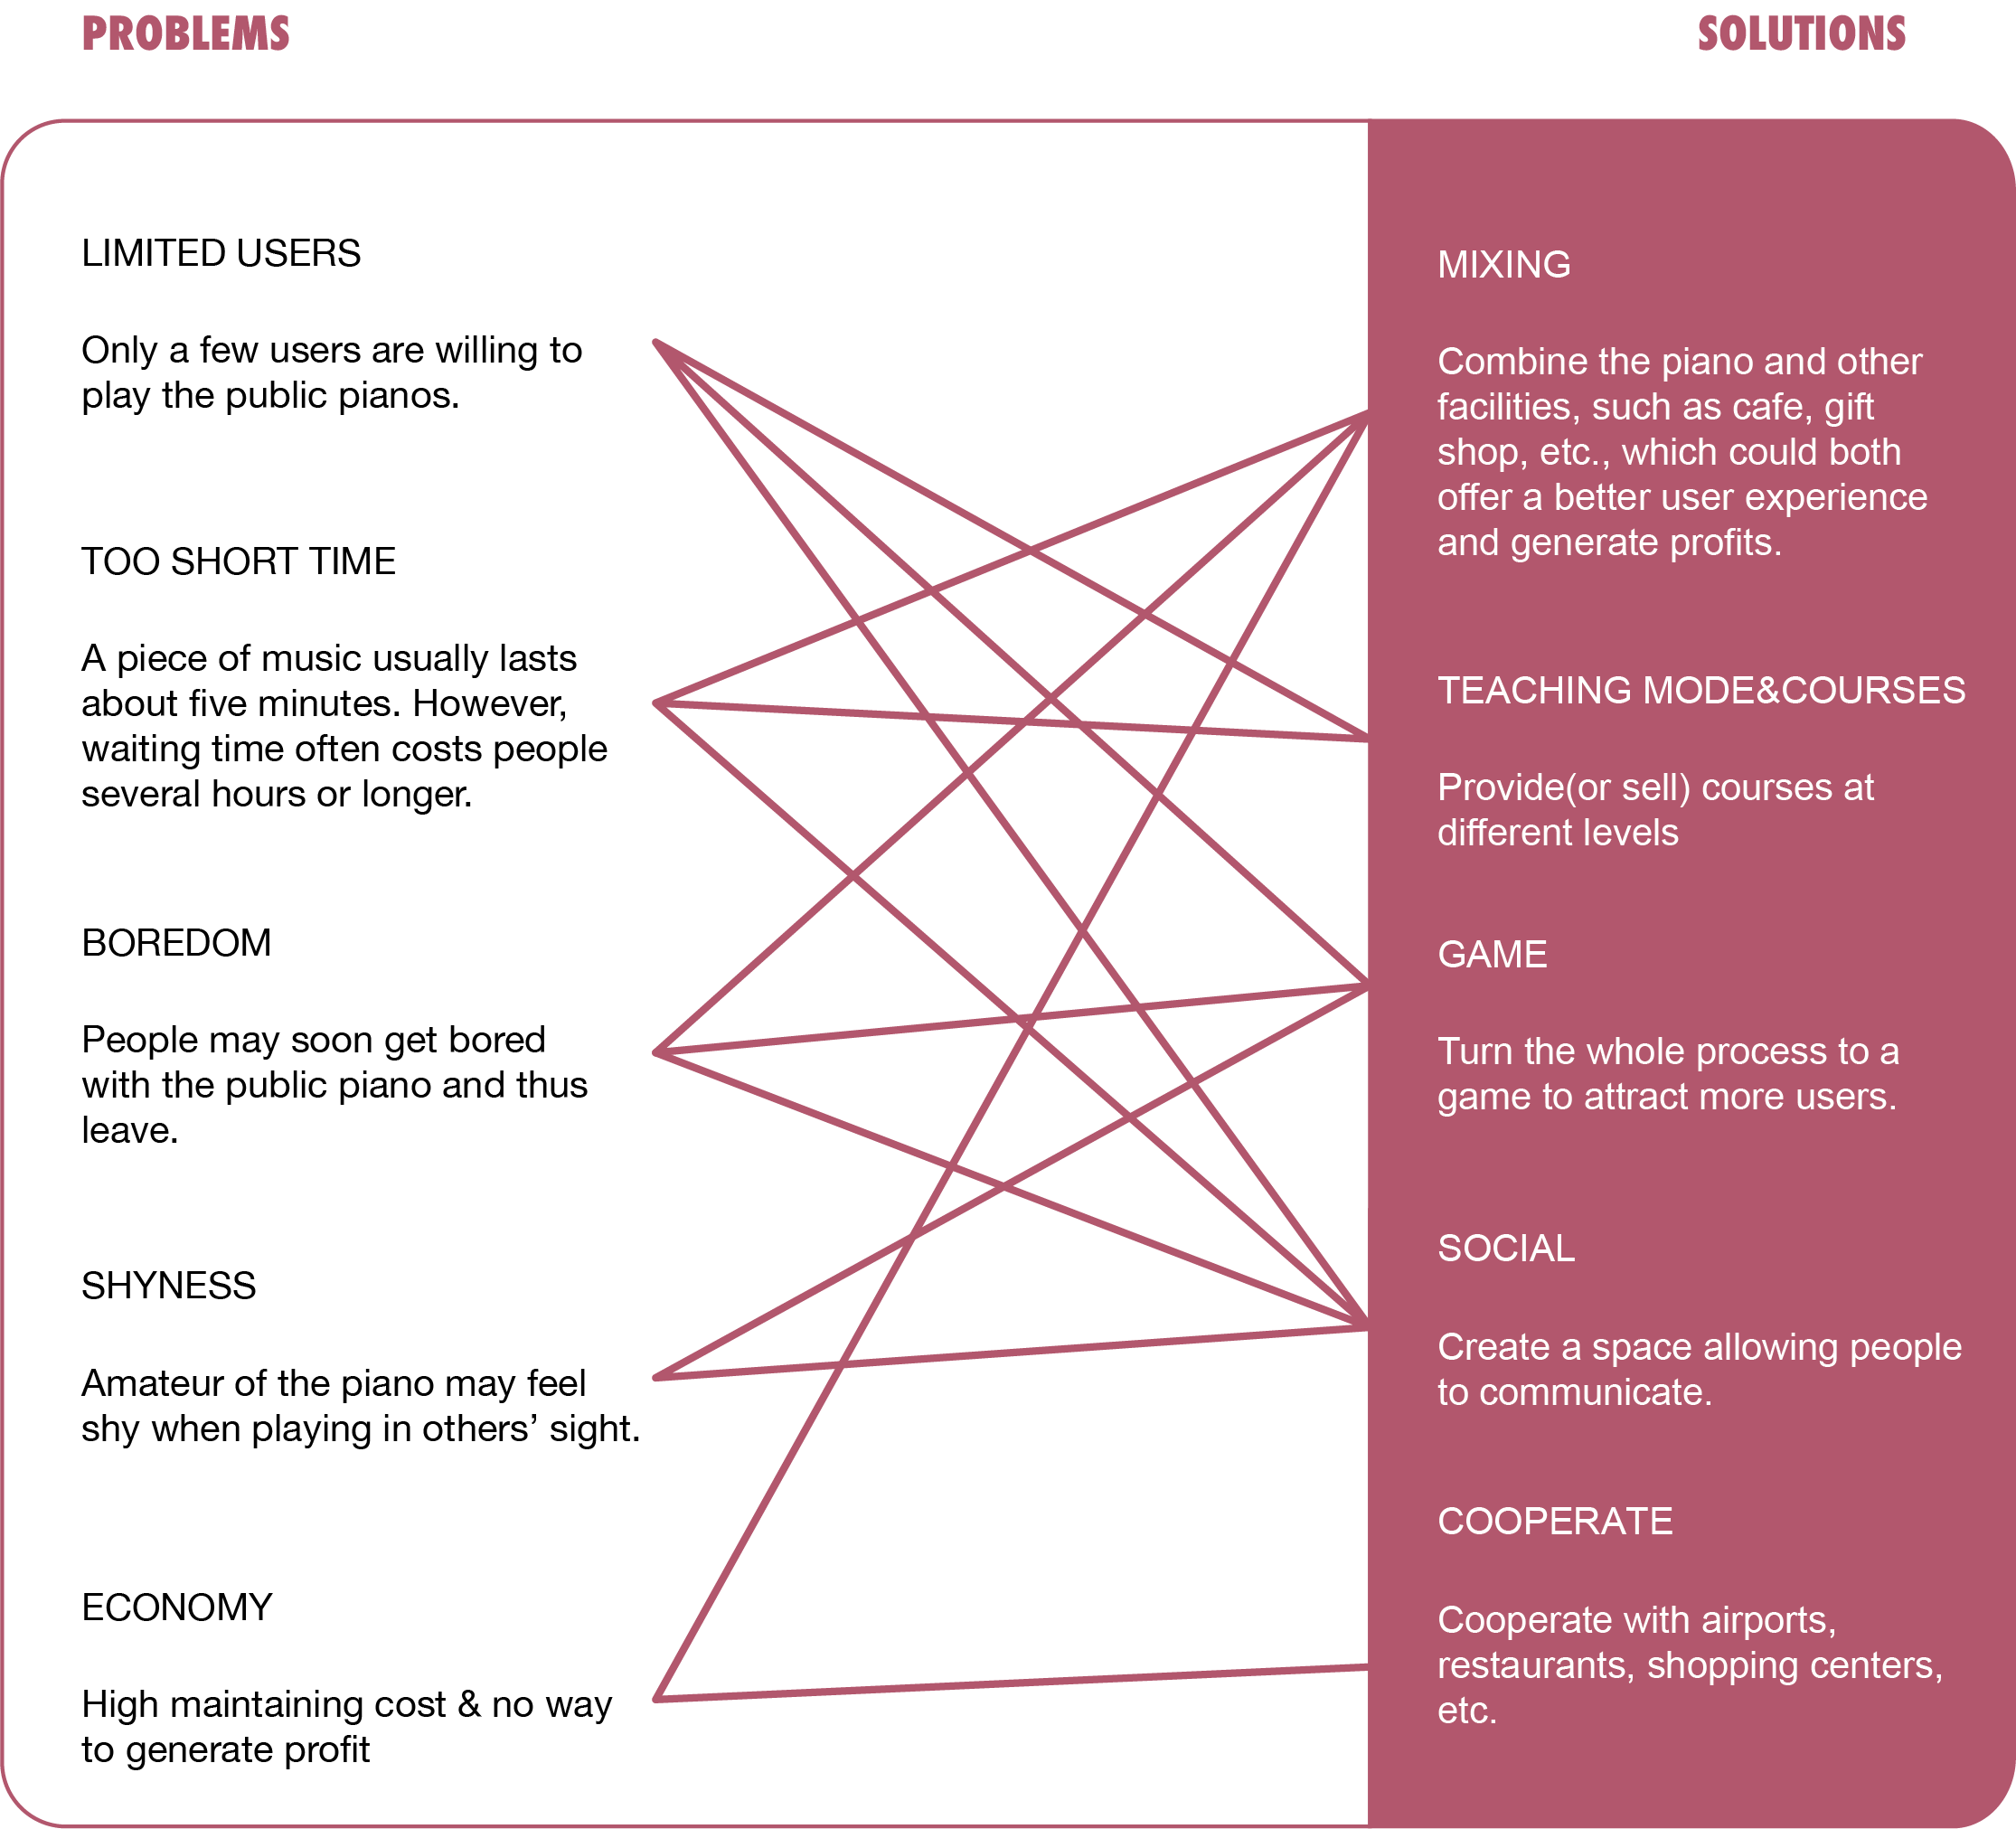 PROBLEMS
SOLUTIONS
LIMITED USERS
Only a few users are willing to
play the public pianos.
TOO SHORT TIME
A piece of music usually lasts
about five minutes. However,
waiting time often costs people
several hours or longer.
BOREDOM
People may soon get bored
with the public piano and thus
leave.
SHYNESS
Amateur of the piano may feel
shy when playing in others’ sight.
ECONOMY
High maintaining cost & no way
to generate profit
MIXING
Combine the piano and other
facilities, such as cafe, gift
shop, etc., which could both
offer a better user experience
and generate profits.
TEACHING MODE&COURSES
Provide(or sell) courses at
different levels
GAME
Turn the whole process to a
game to attract more users.
SOCIAL
Create a space allowing people
to communicate.
COOPERATE
Cooperate with airports,
restaurants, shopping centers,
etc.